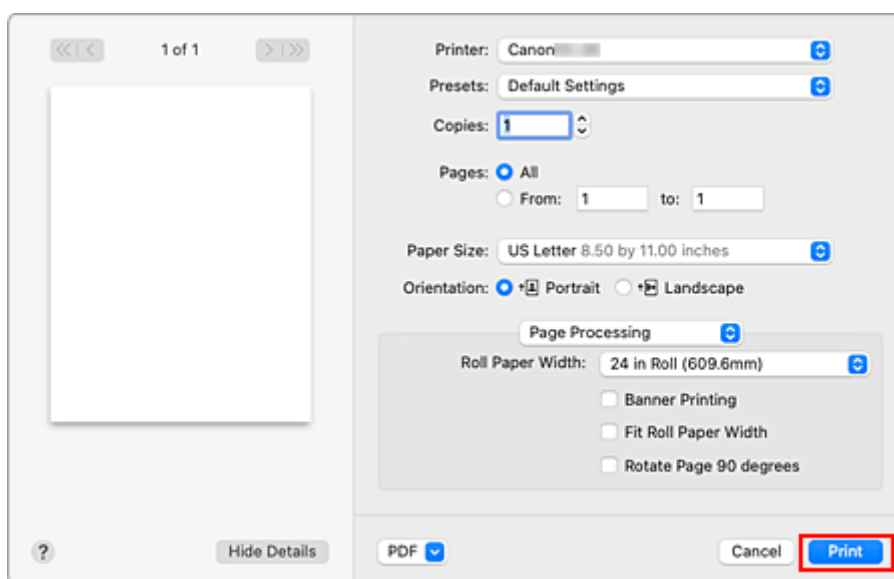 1 of 1
Printer: Canon
Presets: Default Settings
Copies: 1
Pages: All
From: 1 to: 1
Paper Size: US Letter 8.50 by 11.00 inches
Orientation: Portrait Landscape
Page Processing
Roll Paper Width: 24 in Roll (609.6mm)
Banner Printing
Fit Roll Paper Width
Rotate Page 90 degrees
? Hide Details PDF Cancel Print